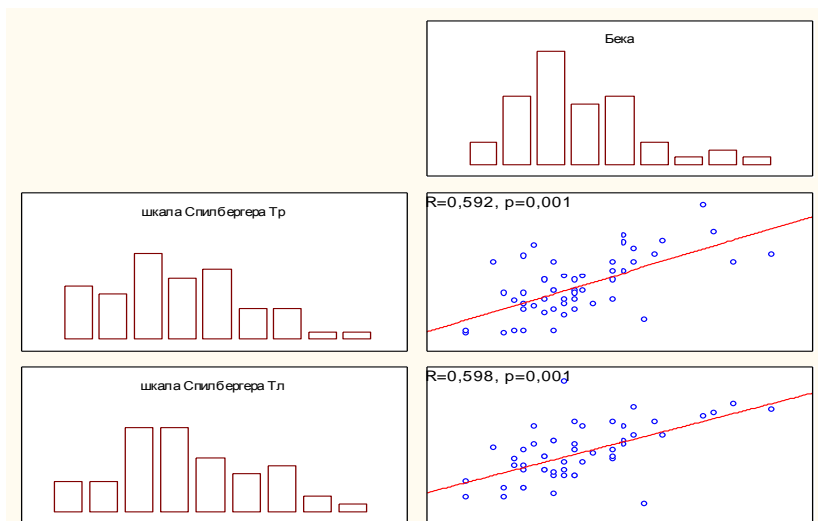 Бека
шкала Спилбергера Тр
R=0,592, p=0,001
шкала Спилбергера Тл
R=0,598, p=0,001